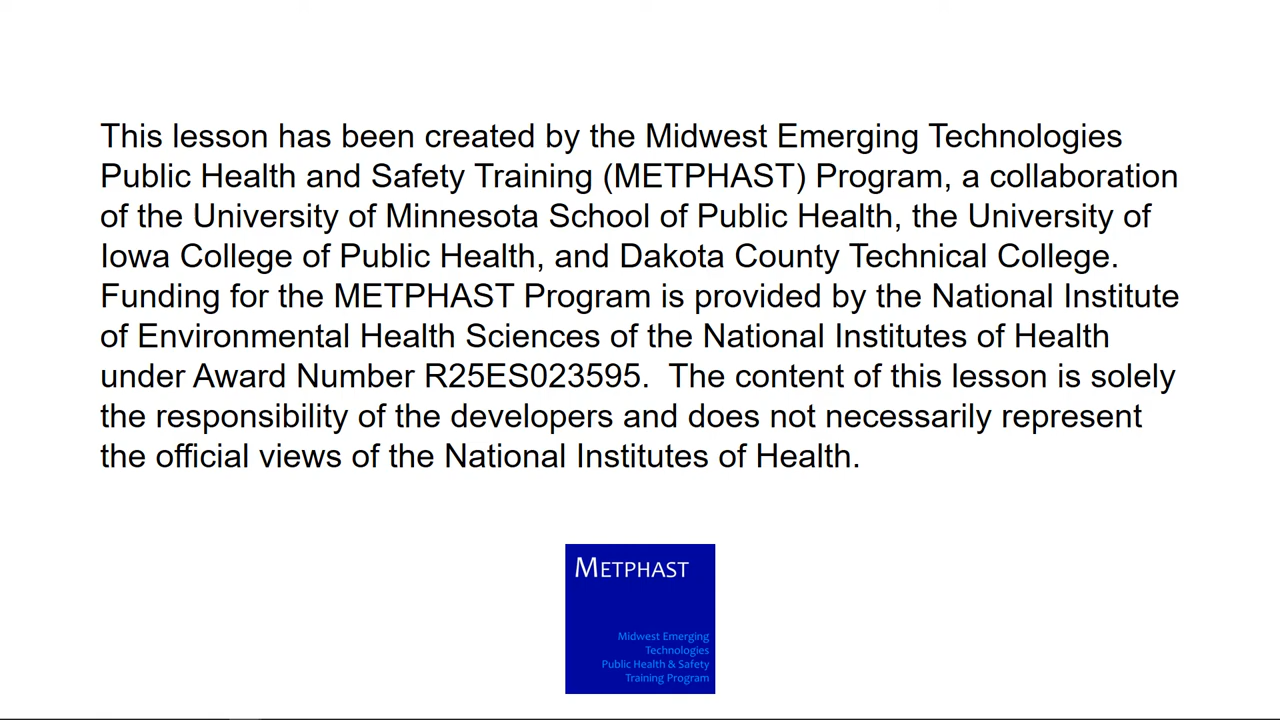 This lesson has been created by the Midwest Emerging Technologies
Public Health and Safety Training (METPHAST) Program, a collaboration
of the University of Minnesota School of Public Health, the University of
Iowa College of Public Health, and Dakota County Technical College.
Funding for the METPHAST Program is provided by the National Institute
of Environmental Health Sciences of the National Institutes of Health
under Award Number R25ES023595.  The content of this lesson is solely
the responsibility of the developers and does not necessarily represent
the official views of the National Institutes of Health.
METPHAST
Midwest Emerging
Technologies
Public Health & Safety
Training Program